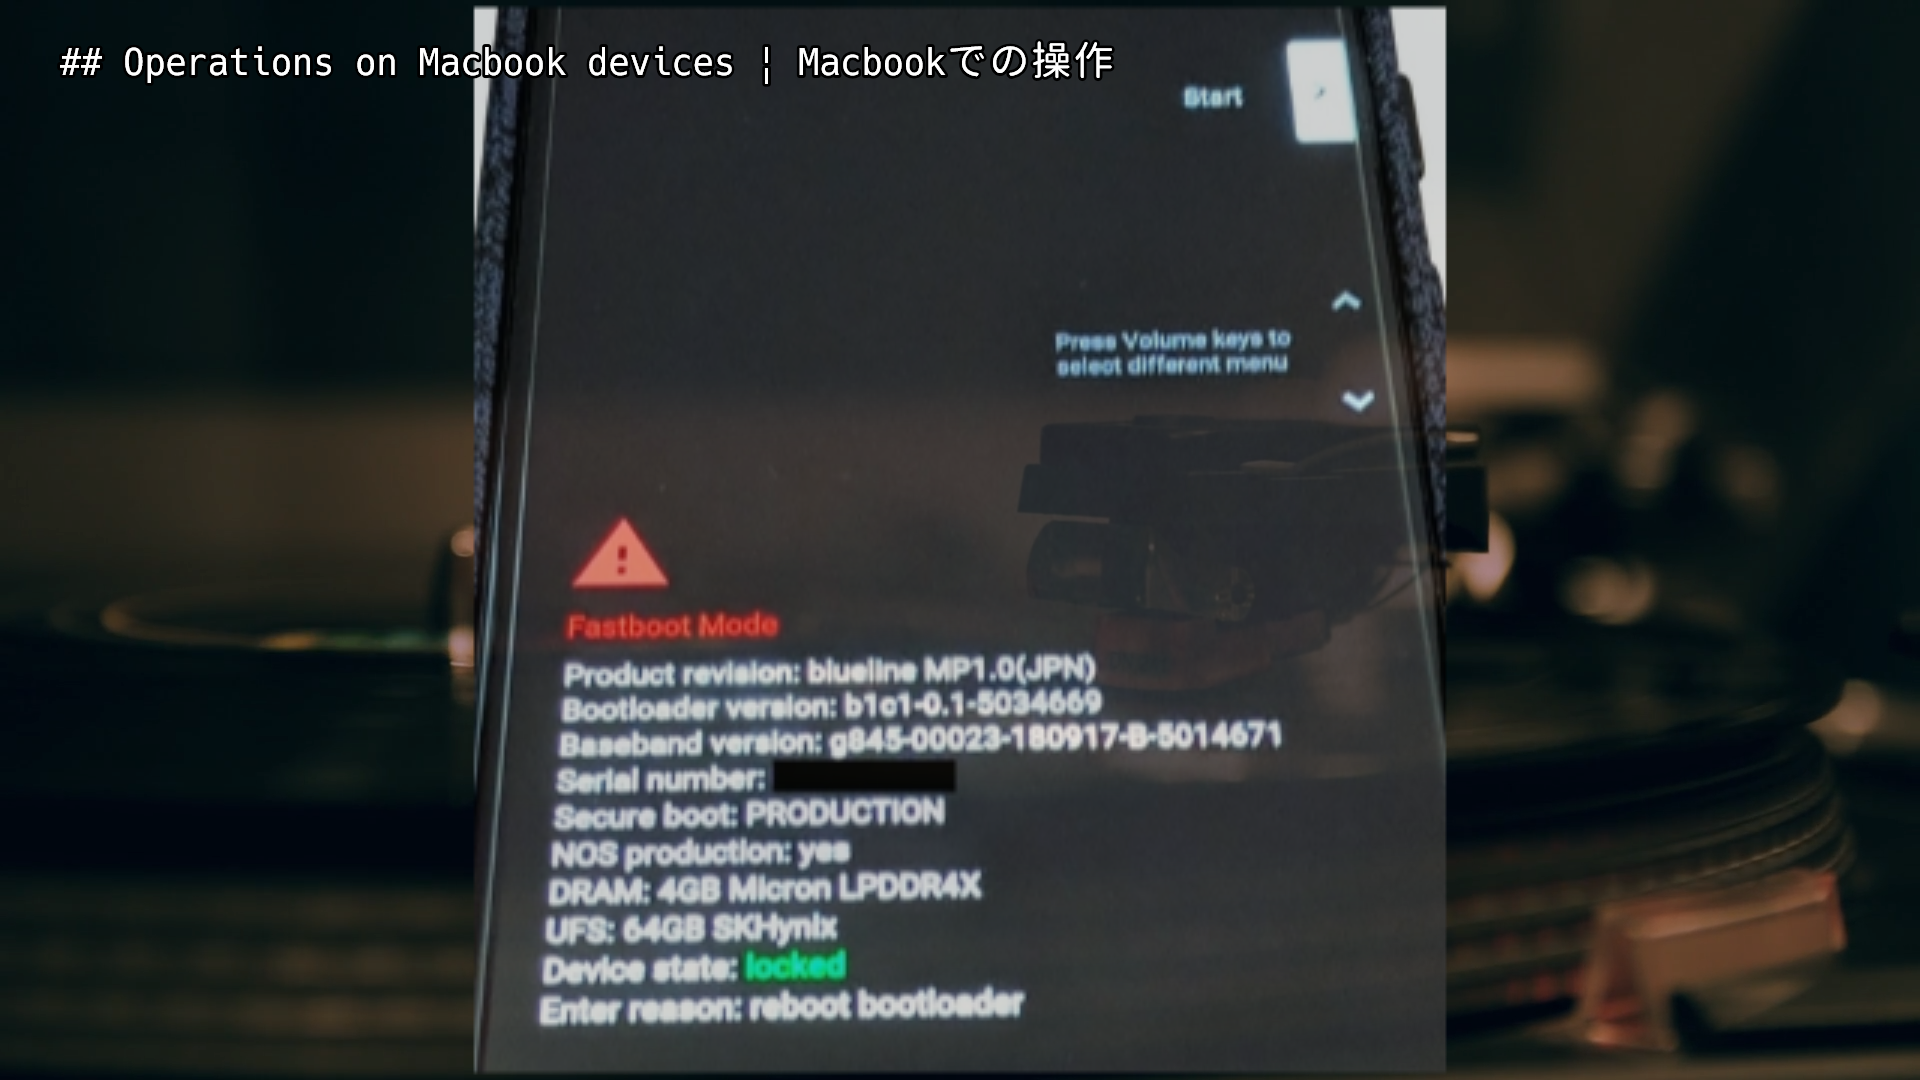 ## Operations on Macbook devices ¦ Macbookでの操作
Start
Press Volume keys to
select different menu
Fastboot Mode
Product revision: blueline MP1.0(JPN)
Bootloader version: b1c1-0.1-5034669
Baseband version: g845-00023-180917-B-5014671
Serial number:
Secure boot: PRODUCTION
NOS production: yes
DRAM: 4GB Micron LPDDR4X
UFS: 64GB SKHynix
Device state: locked
Enter reason: reboot bootloader